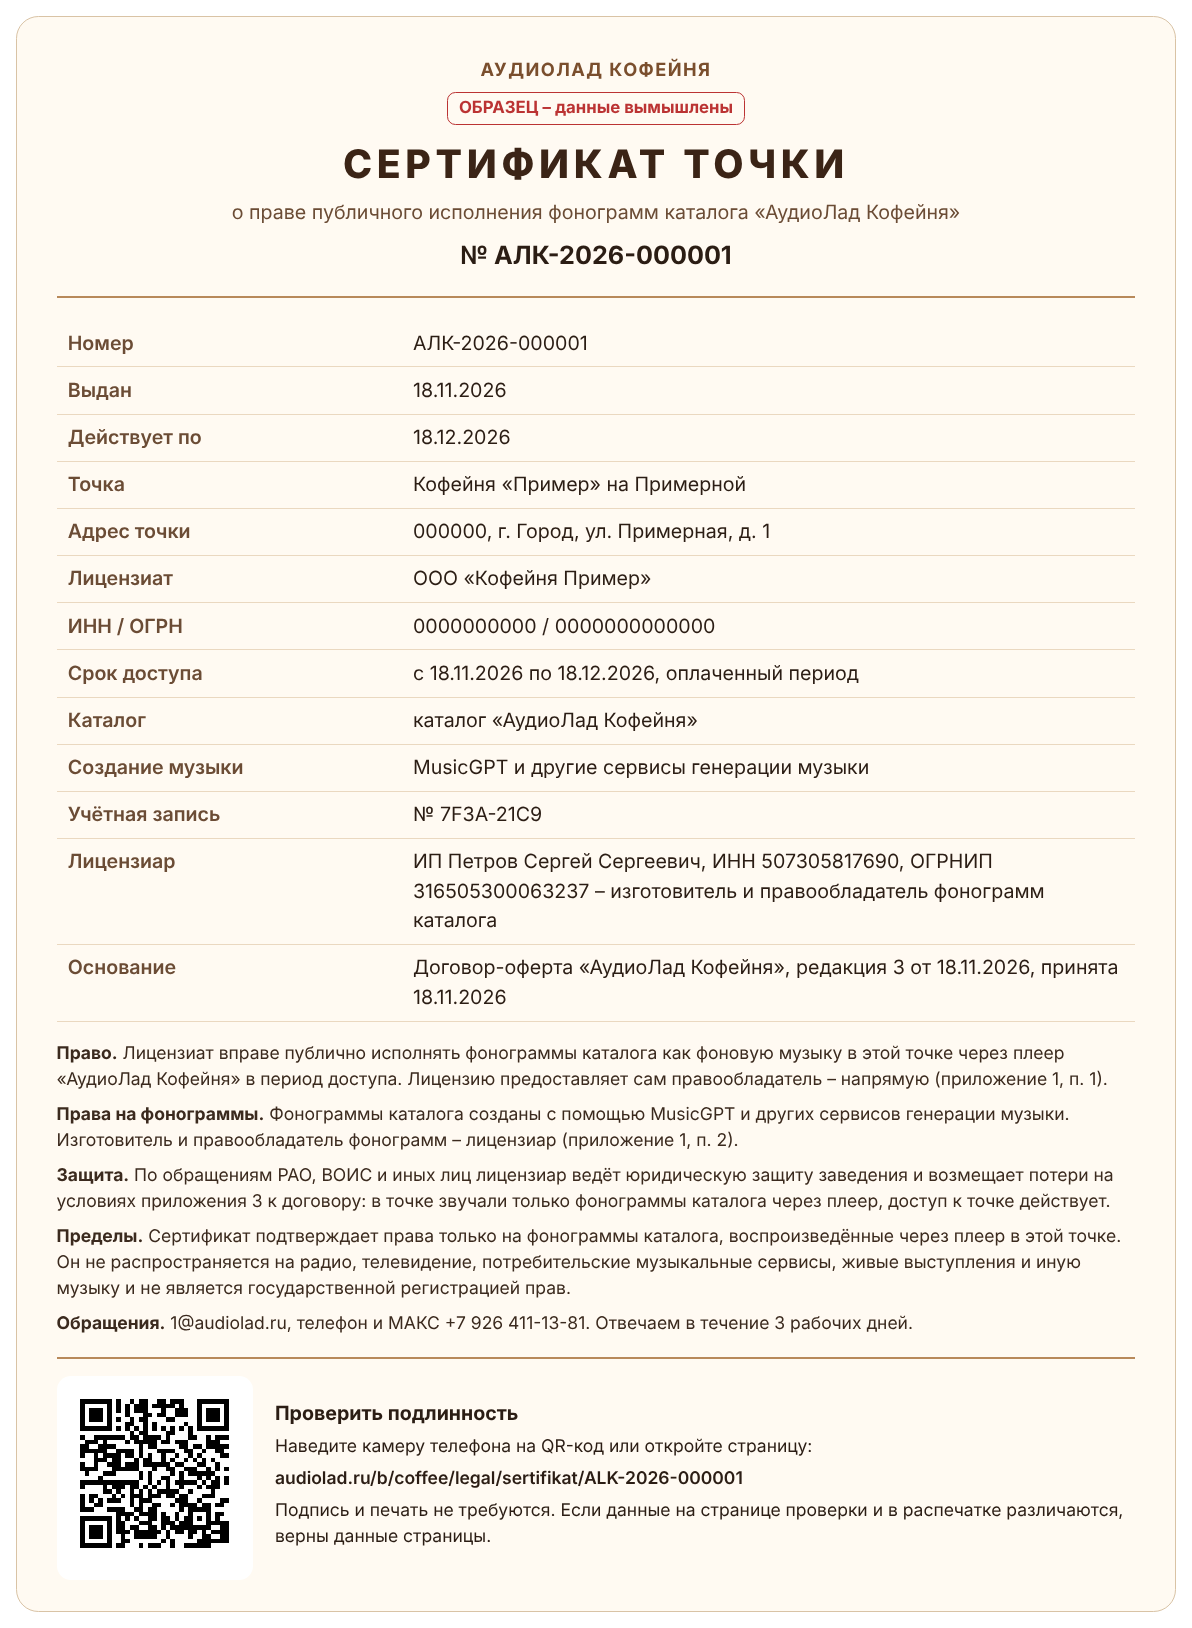 АУДИОЛАД КОФЕЙНЯ
ОБРАЗЕЦ – данные вымышлены
СЕРТИФИКАТ ТОЧКИ
о праве публичного исполнения фонограмм каталога «АудиоЛад Кофейня»
№ АЛК-2026-000001
Номер АЛК-2026-000001
Выдан 18.11.2026
Действует по 18.12.2026
Точка Кофейня «Пример» на Примерной
Адрес точки 000000, г. Город, ул. Примерная, д. 1
Лицензиат ООО «Кофейня Пример»
ИНН / ОГРН 0000000000 / 0000000000000
Срок доступа с 18.11.2026 по 18.12.2026, оплаченный период
Каталог каталог «АудиоЛад Кофейня»
Создание музыки MusicGPT и другие сервисы генерации музыки
Учётная запись № 7F3A-21C9
Лицензиар ИП Петров Сергей Сергеевич, ИНН 507305817690, ОГРНИП
316505300063237 – изготовитель и правообладатель фонограмм
каталога
Основание Договор-оферта «АудиоЛад Кофейня», редакция 3 от 18.11.2026, принята
18.11.2026
Право. Лицензиат вправе публично исполнять фонограммы каталога как фоновую музыку в этой точке через плеер
«АудиоЛад Кофейня» в период доступа. Лицензию предоставляет сам правообладатель – напрямую (приложение 1, п. 1).
Права на фонограммы. Фонограммы каталога созданы с помощью MusicGPT и других сервисов генерации музыки.
Изготовитель и правообладатель фонограмм – лицензиар (приложение 1, п. 2).
Защита. По обращениям РАО, ВОИС и иных лиц лицензиар ведёт юридическую защиту заведения и возмещает потери на
условиях приложения 3 к договору: в точке звучали только фонограммы каталога через плеер, доступ к точке действует.
Пределы. Сертификат подтверждает права только на фонограммы каталога, воспроизведённые через плеер в этой точке.
Он не распространяется на радио, телевидение, потребительские музыкальные сервисы, живые выступления и иную
музыку и не является государственной регистрацией прав.
Обращения. 1@audiolad.ru, телефон и МАКС +7 926 411-13-81. Отвечаем в течение 3 рабочих дней.
Проверить подлинность
Наведите камеру телефона на QR-код или откройте страницу:
audiolad.ru/b/coffee/legal/sertifikat/ALK-2026-000001
Подпись и печать не требуются. Если данные на странице проверки и в распечатке различаются,
верны данные страницы.